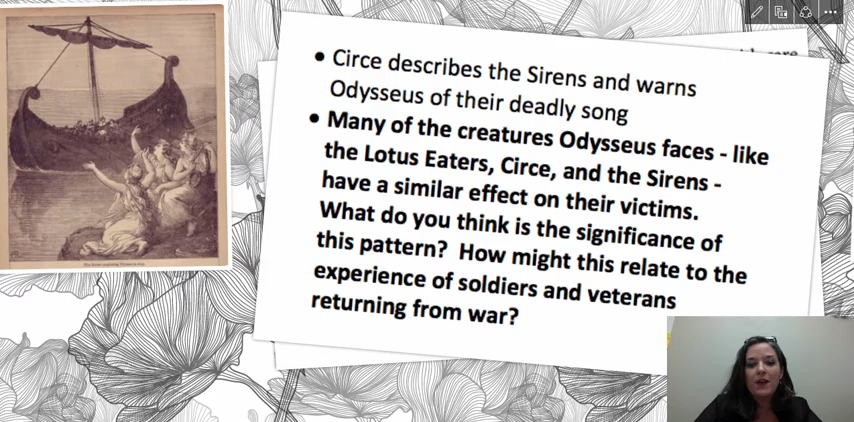 • Circe describes the Sirens and warns
Odysseus of their deadly song
• Many of the creatures Odysseus faces - like
the Lotus Eaters, Circe, and the Sirens -
have a similar effect on their victims.
What do you think is the significance of
this pattern? How might this relate to the
experience of soldiers and veterans
returning from war?